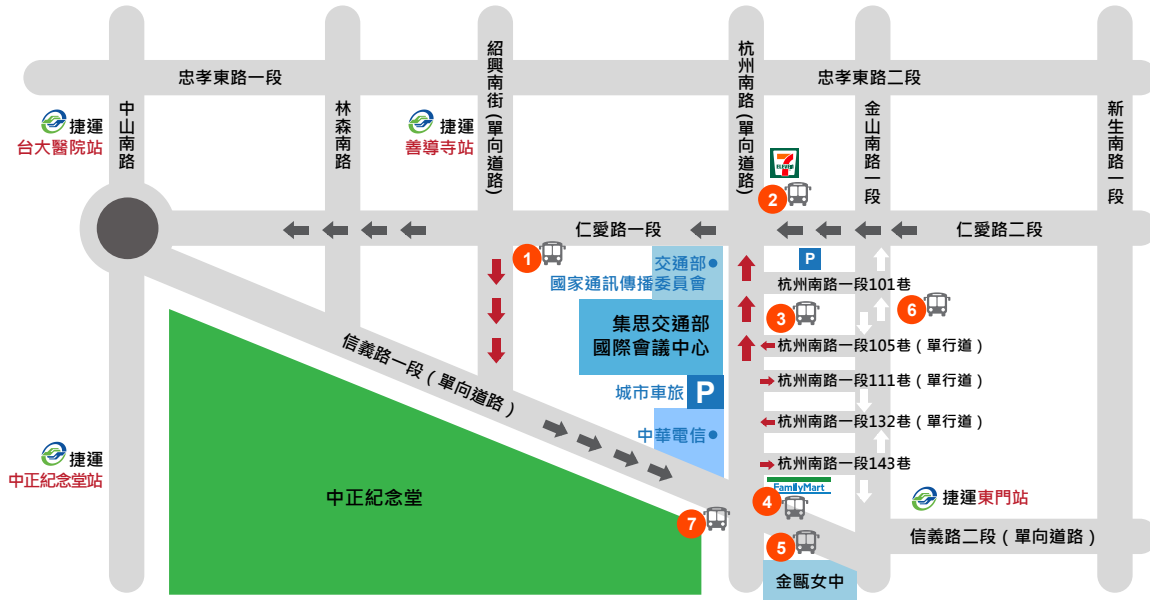 忠孝東路一段
忠孝東路二段
中山南路
林森南路
紹興南街(單向道路)
杭州南路(單向道路)
金山南路一段
新生南路一段
捷運
台大醫院站
捷運
善導寺站
7
ELEVEN
2
仁愛路一段
仁愛路二段
1
交通部
國家通訊傳播委員會
P
杭州南路一段101巷
集思交通部
國際會議中心
3
6
杭州南路一段105巷(單行道)
信義路一段(單向道路)
杭州南路一段111巷(單行道)
城市車旅 P
杭州南路一段132巷(單行道)
中華電信
杭州南路一段143巷
捷運
中正紀念堂站
中正紀念堂
FamilyMart
4
捷運東門站
7
5
信義路二段(單向道路)
金甌女中